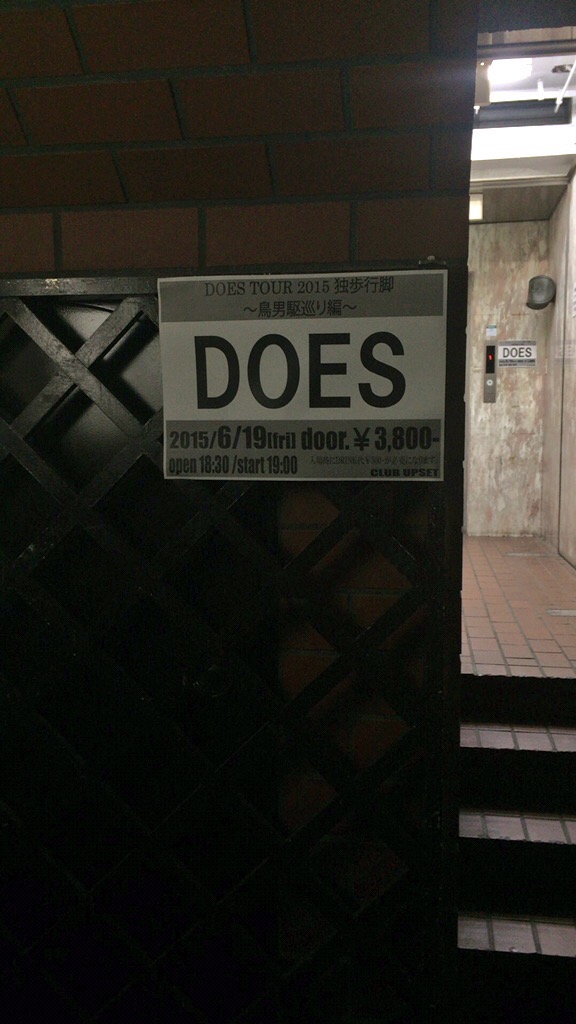 DOES TOUR 2015 独歩行脚
〜鳥男駆巡り編〜
DOES
2015/6/19[fri] door. ¥3,800-
open 18:30 /start 19:00
CLUB UPSET
DOES